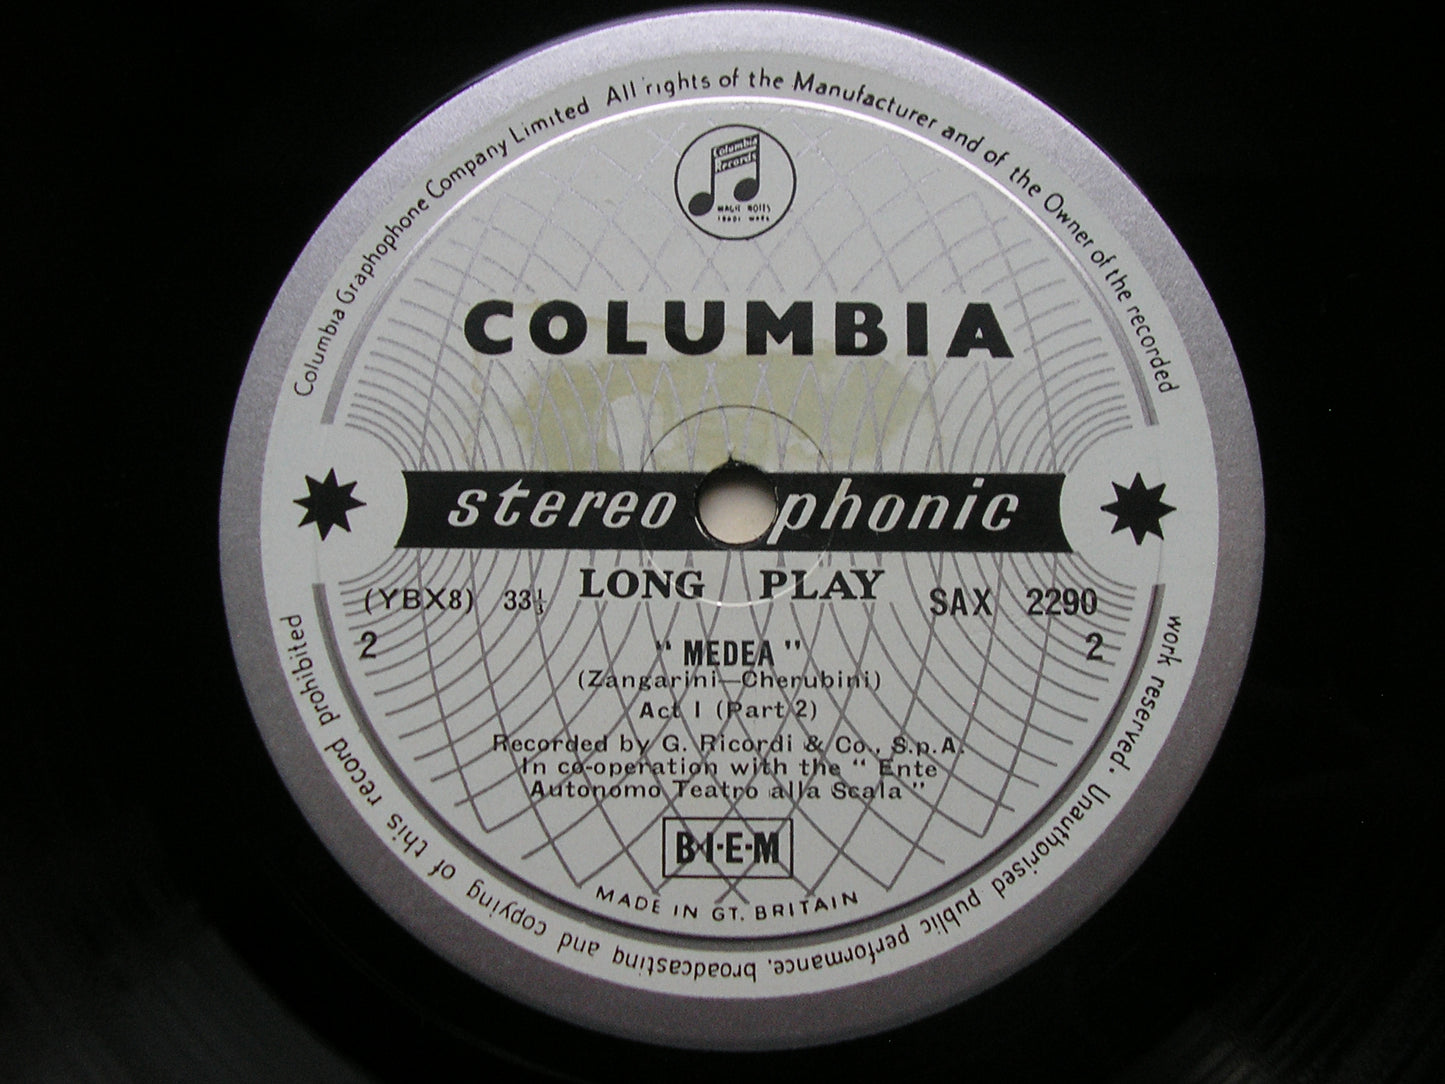 Columbia Graphophone Company Limited All rights of the Manufacturer and of the Owner of the recorded
work reserved. Unauthorised public performance, broadcasting and copying of this record prohibited
Columbia
Records
MAGIC NOTES
TRADE MARK
COLUMBIA
stereophonic
LONG PLAY
(YBX8) 33⅓ SAX 2290
2 2
" MEDEA "
(Zangarini—Cherubini)
Act I (Part 2)
Recorded by G. Ricordi & Co., S.p.A.
In co-operation with the " Ente
Autonomo Teatro alla Scala "
B·I·E·M
MADE IN GT. BRITAIN